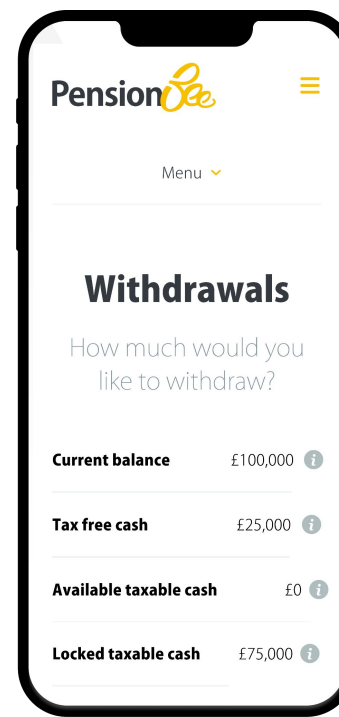 PensionBee
Menu
Withdrawals
How much would you
like to withdraw?
Current balance £100,000 i
Tax free cash £25,000 i
Available taxable cash £0 i
Locked taxable cash £75,000 i